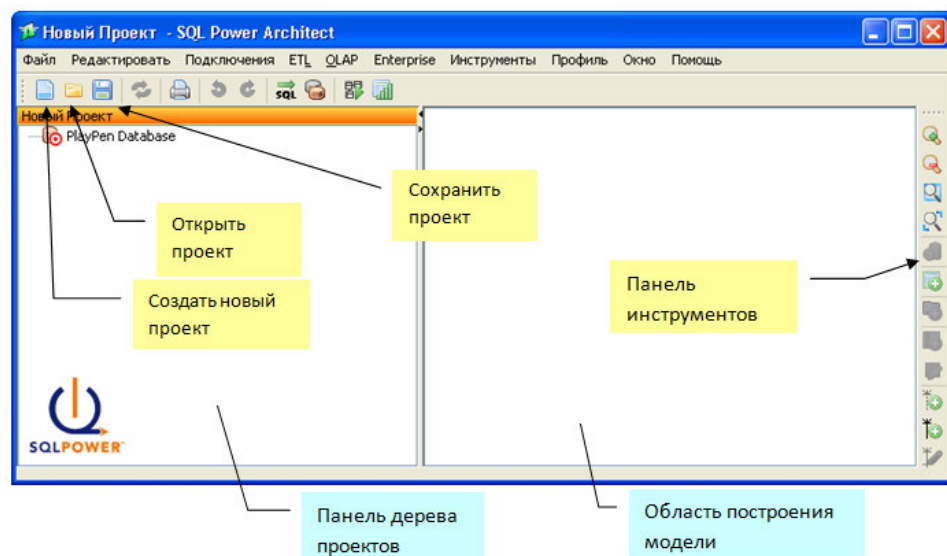 Новый Проект - SQL Power Architect
Файл Редактировать Подключения ETL OLAP Enterprise Инструменты Профиль Окно Помощь
SQL
Новый Проект
PlayPen Database
Сохранить
проект
Открыть
проект
Создать новый
проект
Панель
инструментов
SQLPOWER
Панель дерева
проектов
Область построения
модели